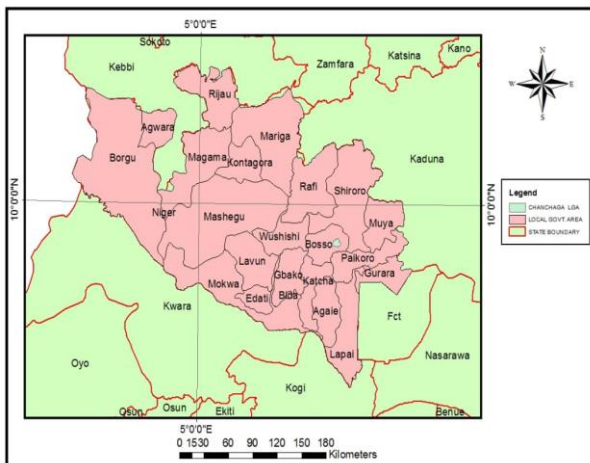 5°0'0"E
Sokoto
Kebbi
Zamfara
Katsina
Kano
Rijau
Agwara
Mariga
Borgu
Magama
Kontagora
Kaduna
Rafi
Shiroro
10°0'0"N
10°0'0"N
Niger
Mashegu
Muya
Wushishi
Bosso
Lavun
Paikoro
Gbako
Katcha
Gurara
Mokwa
Edati
Bida
Agaie
Kwara
Fct
Lapai
Oyo
Nasarawa
Kogi
Osun
Osun
Ekiti
Benue
5°0'0"E
0 1530 60 90 120 150 180
Kilometers
N
W E
S
Legend
CHANCHAGA LGA
LOCAL GOVT. AREA
STATE BOUNDARY